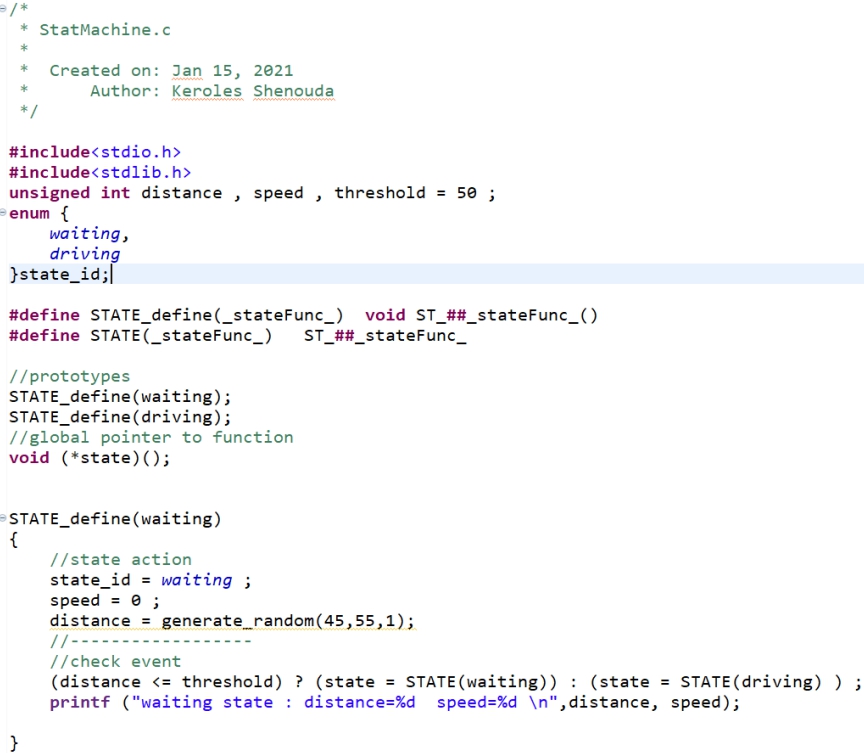 /*
 * StatMachine.c
 *
 *  Created on: Jan 15, 2021
 *      Author: Keroles Shenouda
 */

#include<stdio.h>
#include<stdlib.h>
unsigned int distance , speed , threshold = 50 ;
enum {
    waiting,
    driving
}state_id;

#define STATE_define(_stateFunc_)  void ST_##_stateFunc_()
#define STATE(_stateFunc_)   ST_##_stateFunc_

//prototypes
STATE_define(waiting);
STATE_define(driving);
//global pointer to function
void (*state)();


STATE_define(waiting)
{
    //state action
    state_id = waiting ;
    speed = 0 ;
    distance = generate_random(45,55,1);
    //------------------
    //check event
    (distance <= threshold) ? (state = STATE(waiting)) : (state = STATE(driving) ) ;
    printf ("waiting state : distance=%d  speed=%d \n",distance, speed);

}